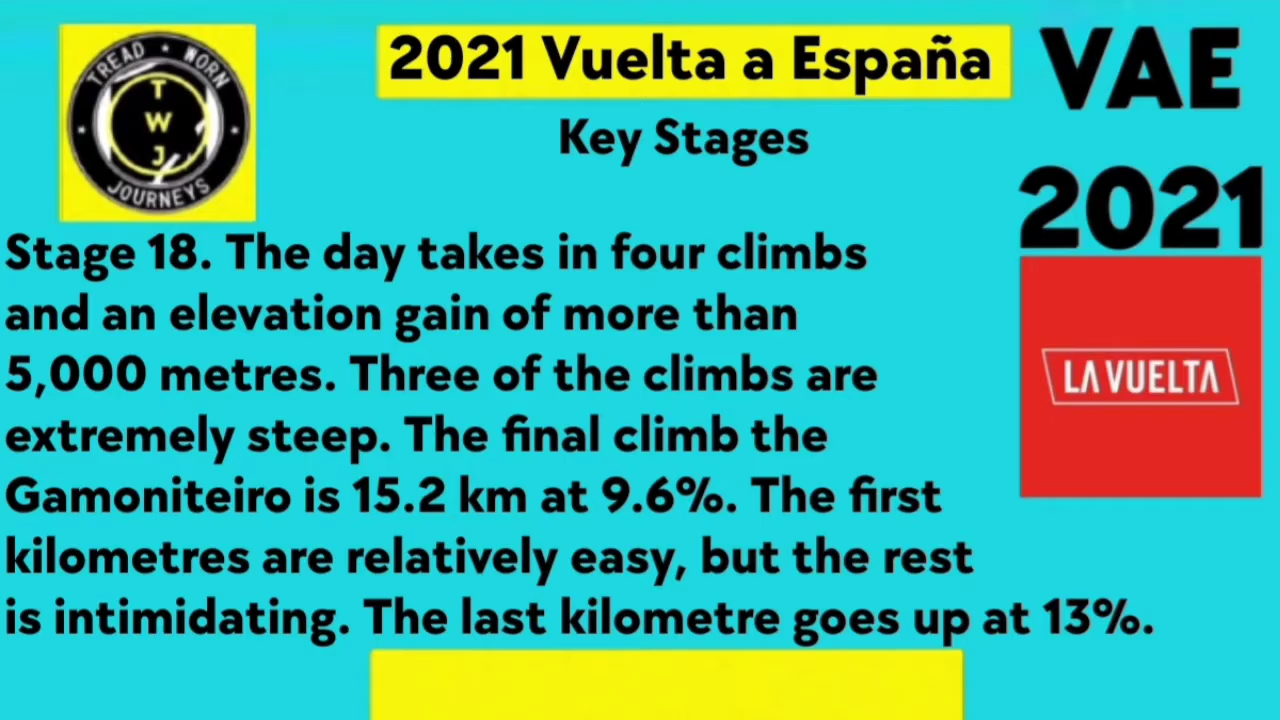 TREAD ★ WORN
T
W
J
JOURNEYS
2021 Vuelta a España
Key Stages
VAE
2021
LA VUELTA
Stage 18. The day takes in four climbs
and an elevation gain of more than
5,000 metres. Three of the climbs are
extremely steep. The final climb the
Gamoniteiro is 15.2 km at 9.6%. The first
kilometres are relatively easy, but the rest
is intimidating. The last kilometre goes up at 13%.